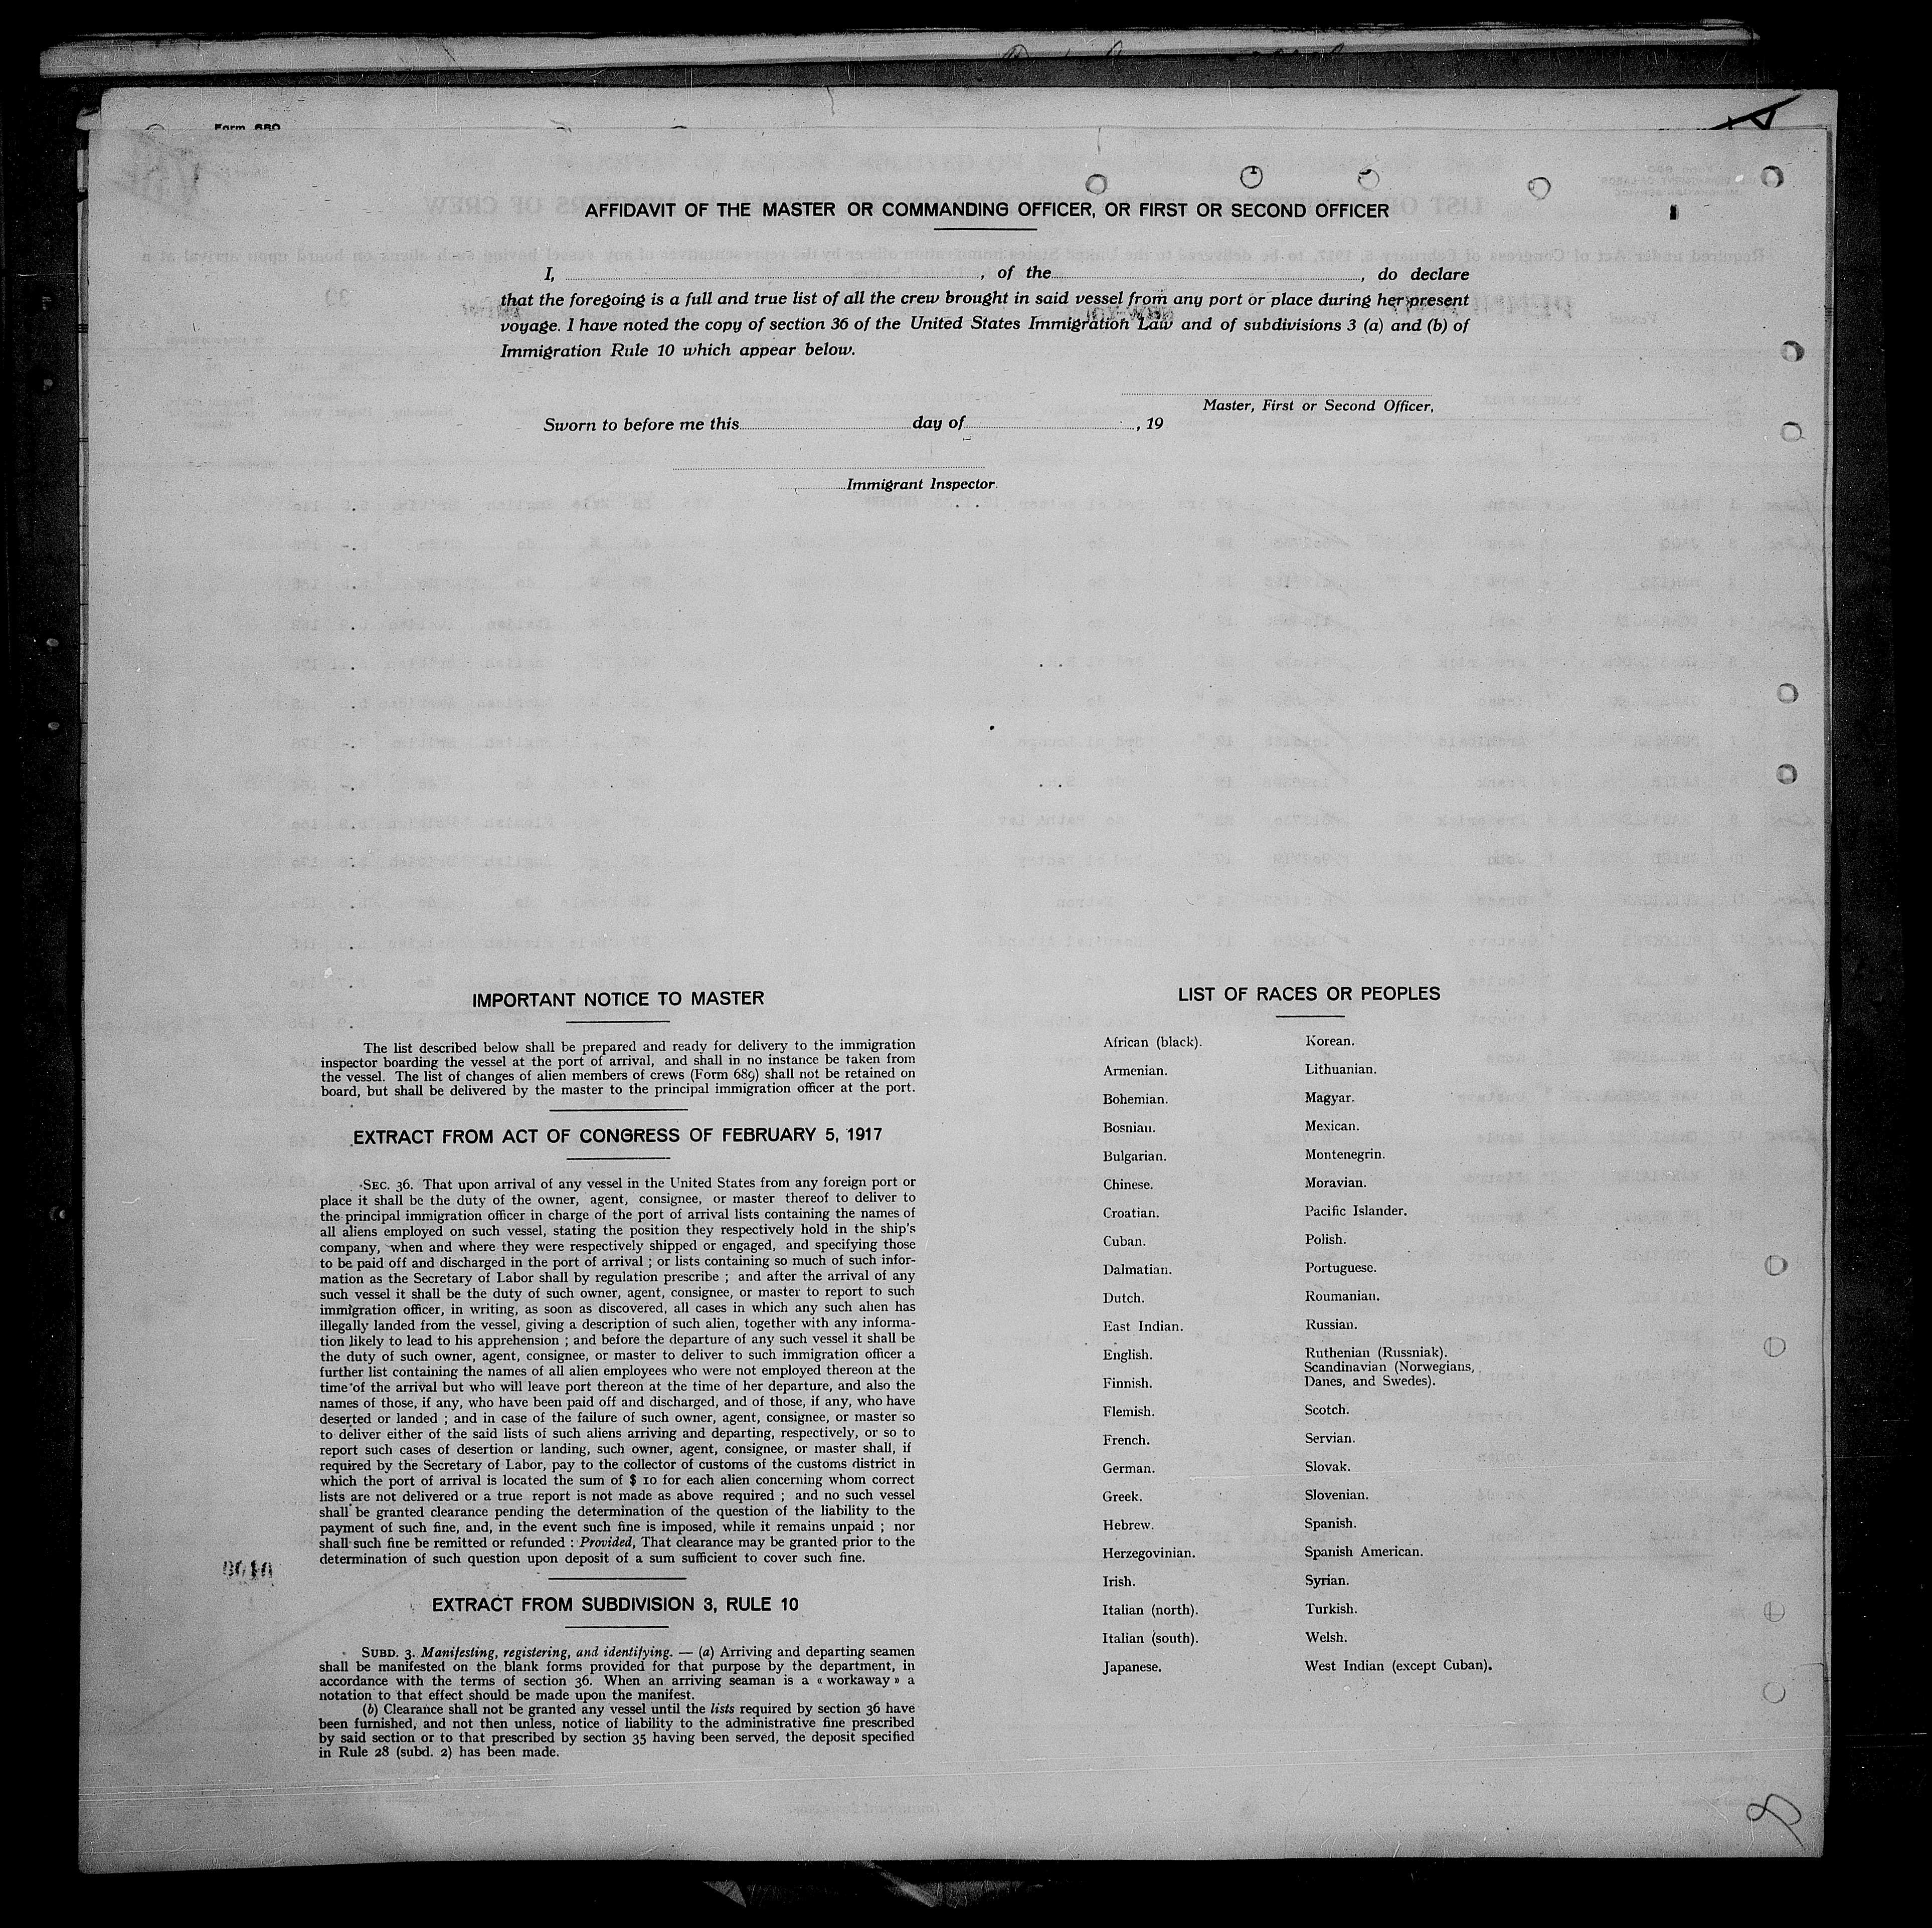 Form 680
AFFIDAVIT OF THE MASTER OR COMMANDING OFFICER, OR FIRST OR SECOND OFFICER
I, , of the , do declare
that the foregoing is a full and true list of all the crew brought in said vessel from any port or place during her present
voyage. I have noted the copy of section 36 of the United States Immigration Law and of subdivisions 3 (a) and (b) of
Immigration Rule 10 which appear below.
Master, First or Second Officer,
Sworn to before me this day of , 19
Immigrant Inspector.
IMPORTANT NOTICE TO MASTER
The list described below shall be prepared and ready for delivery to the immigration
inspector boarding the vessel at the port of arrival, and shall in no instance be taken from
the vessel. The list of changes of alien members of crews (Form 689) shall not be retained on
board, but shall be delivered by the master to the principal immigration officer at the port.
EXTRACT FROM ACT OF CONGRESS OF FEBRUARY 5, 1917
SEC. 36. That upon arrival of any vessel in the United States from any foreign port or
place it shall be the duty of the owner, agent, consignee, or master thereof to deliver to
the principal immigration officer in charge of the port of arrival lists containing the names of
all aliens employed on such vessel, stating the position they respectively hold in the ship's
company, when and where they were respectively shipped or engaged, and specifying those
to be paid off and discharged in the port of arrival ; or lists containing so much of such infor-
mation as the Secretary of Labor shall by regulation prescribe ; and after the arrival of any
such vessel it shall be the duty of such owner, agent, consignee, or master to report to such
immigration officer, in writing, as soon as discovered, all cases in which any such alien has
illegally landed from the vessel, giving a description of such alien, together with any informa-
tion likely to lead to his apprehension ; and before the departure of any such vessel it shall be
the duty of such owner, agent, consignee, or master to deliver to such immigration officer a
further list containing the names of all alien employees who were not employed thereon at the
time of the arrival but who will leave port thereon at the time of her departure, and also the
names of those, if any, who have been paid off and discharged, and of those, if any, who have
deserted or landed ; and in case of the failure of such owner, agent, consignee, or master so
to deliver either of the said lists of such aliens arriving and departing, respectively, or so to
report such cases of desertion or landing, such owner, agent, consignee, or master shall, if
required by the Secretary of Labor, pay to the collector of customs of the customs district in
which the port of arrival is located the sum of $ 10 for each alien concerning whom correct
lists are not delivered or a true report is not made as above required ; and no such vessel
shall be granted clearance pending the determination of the question of the liability to the
payment of such fine, and, in the event such fine is imposed, while it remains unpaid ; nor
shall such fine be remitted or refunded : Provided, That clearance may be granted prior to the
determination of such question upon deposit of a sum sufficient to cover such fine.
EXTRACT FROM SUBDIVISION 3, RULE 10
SUBD. 3. Manifesting, registering, and identifying. — (a) Arriving and departing seamen
shall be manifested on the blank forms provided for that purpose by the department, in
accordance with the terms of section 36. When an arriving seaman is a « workaway » a
notation to that effect should be made upon the manifest.
(b) Clearance shall not be granted any vessel until the lists required by section 36 have
been furnished, and not then unless, notice of liability to the administrative fine prescribed
by said section or to that prescribed by section 35 having been served, the deposit specified
in Rule 28 (subd. 2) has been made.
LIST OF RACES OR PEOPLES
African (black).
Armenian.
Bohemian.
Bosnian.
Bulgarian.
Chinese.
Croatian.
Cuban.
Dalmatian.
Dutch.
East Indian.
English.
Finnish.
Flemish.
French.
German.
Greek.
Hebrew.
Herzegovinian.
Irish.
Italian (north).
Italian (south).
Japanese.
Korean.
Lithuanian.
Magyar.
Mexican.
Montenegrin.
Moravian.
Pacific Islander.
Polish.
Portuguese.
Roumanian.
Russian.
Ruthenian (Russniak).
Scandinavian (Norwegians,
Danes, and Swedes).
Scotch.
Servian.
Slovak.
Slovenian.
Spanish.
Spanish American.
Syrian.
Turkish.
Welsh.
West Indian (except Cuban).